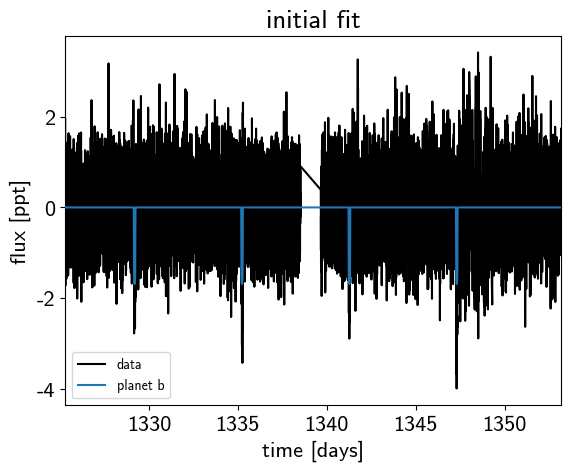 initial fit
flux [ppt]
2
0
-2
-4
data
planet b
1330 1335 1340 1345 1350
time [days]